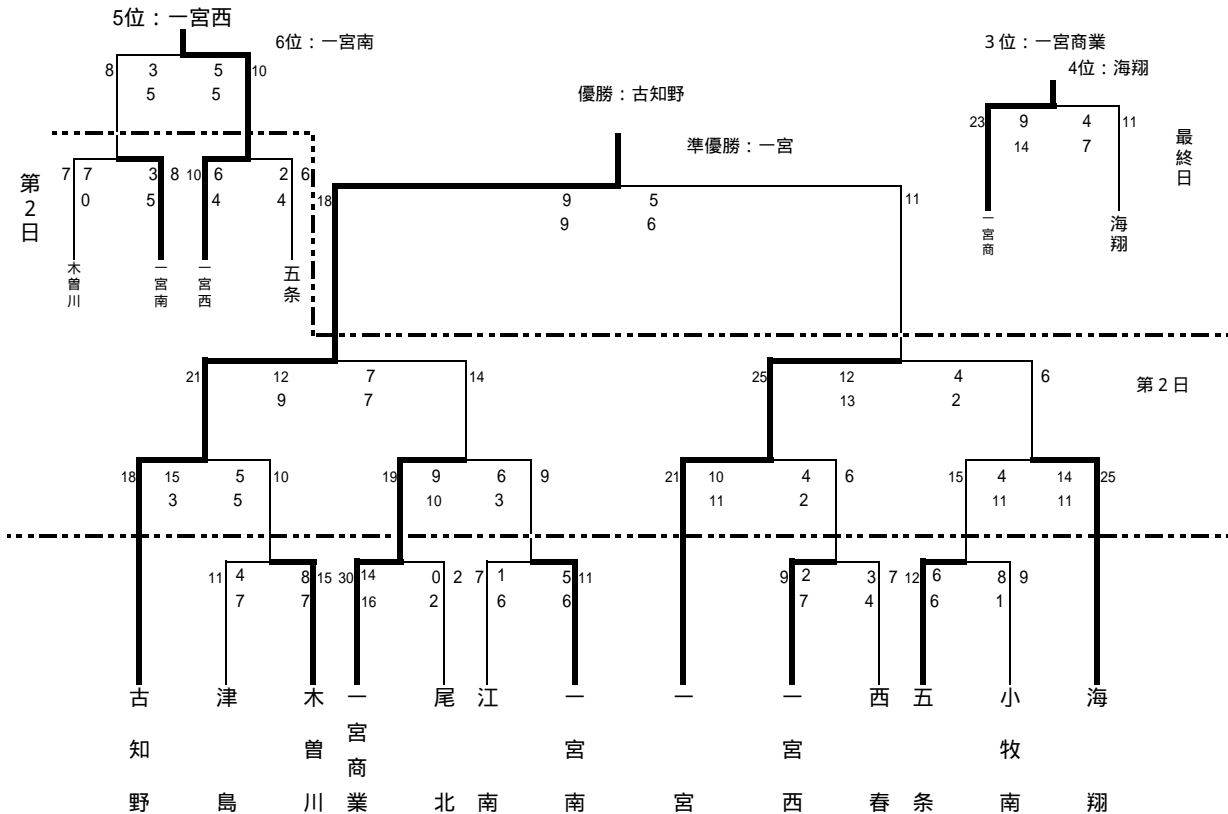 5位：一宮西
6位：一宮南
3位：一宮商業
4位：海翔
8 3 5 10
5 5
優勝：古知野
準優勝：一宮
23 9 4 11
14 7
最終日
第2日
7 7 3 8 10 6 2 6
0 5 4 4
木曽川 一宮南 一宮西 五条
一宮商 海翔
18 9 5 11
9 6
21 12 7 14 25 12 4 6
9 7 13 2
第2日
18 15 5 10 19 9 6 9 21 10 4 6 15 4 14 25
3 5 10 3 11 2 11 11
11 4 8 15 30 14 0 2 7 1 5 11 9 2 3 7 12 6 8 9
7 7 16 2 6 6 7 4 6 1
古知野 津島 木曽川 一宮商業 尾北 江南 一宮南 一宮 一宮西 西春 五条 小牧南 海翔